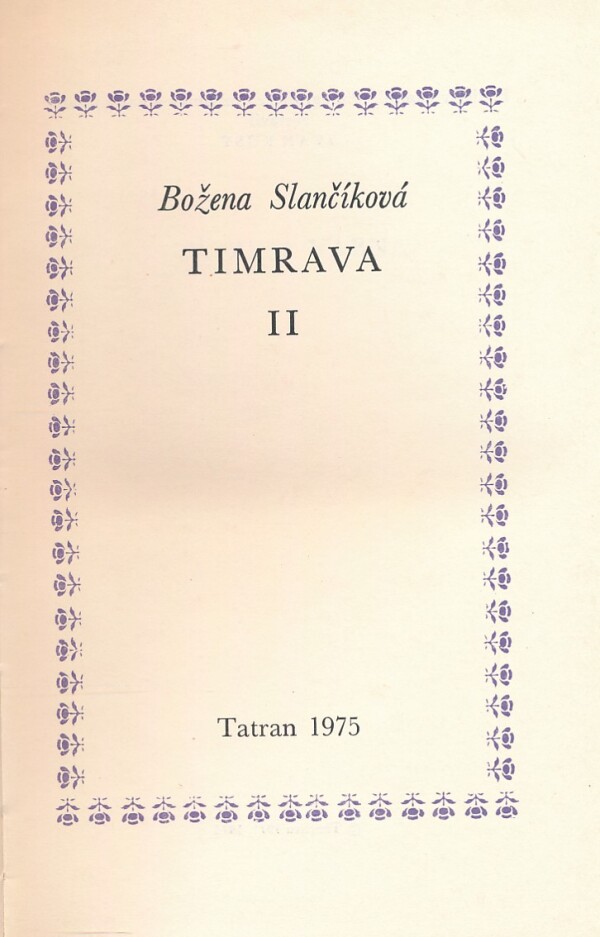 Božena Slančíková
TIMRAVA
II
Tatran 1975